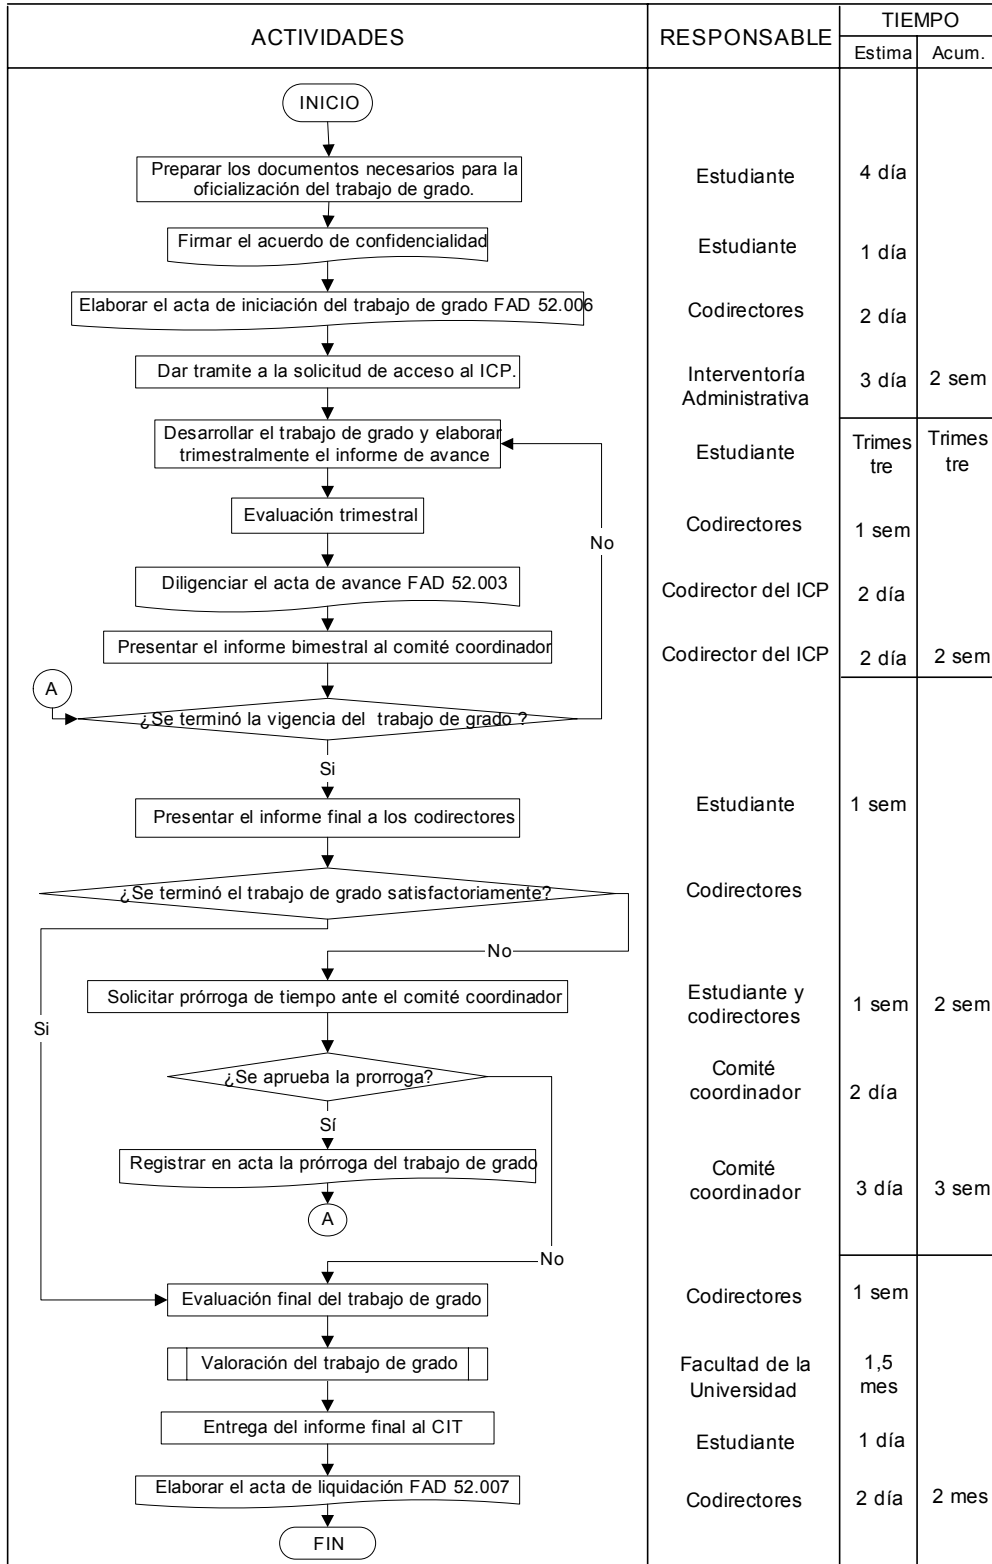 ACTIVIDADES
RESPONSABLE
TIEMPO
Estima
Acum.
INICIO
Preparar los documentos necesarios para la
oficialización del trabajo de grado.
Estudiante
4 día
Firmar el acuerdo de confidencialidad
Estudiante
1 día
Elaborar el acta de iniciación del trabajo de grado FAD 52.006
Codirectores
2 día
Dar tramite a la solicitud de acceso al ICP.
Interventoría
Administrativa
3 día
2 sem
Desarrollar el trabajo de grado y elaborar
trimestralmente el informe de avance
Estudiante
Trimes
tre
Trimes
tre
Evaluación trimestral
Codirectores
1 sem
No
Diligenciar el acta de avance FAD 52.003
Codirector del ICP
2 día
Presentar el informe bimestral al comité coordinador
Codirector del ICP
2 día
2 sem
A
¿Se terminó la vigencia del  trabajo de grado ?
Si
Presentar el informe final a los codirectores
Estudiante
1 sem
¿Se terminó el trabajo de grado satisfactoriamente?
Codirectores
No
Solicitar prórroga de tiempo ante el comité coordinador
Estudiante y
codirectores
1 sem
2 sem
Si
¿Se aprueba la prorroga?
Comité
coordinador
2 día
Sí
Registrar en acta la prórroga del trabajo de grado
Comité
coordinador
3 día
3 sem
A
No
Evaluación final del trabajo de grado
Codirectores
1 sem
Valoración del trabajo de grado
Facultad de la
Universidad
1,5
mes
Entrega del informe final al CIT
Estudiante
1 día
Elaborar el acta de liquidación FAD 52.007
Codirectores
2 día
2 mes
FIN